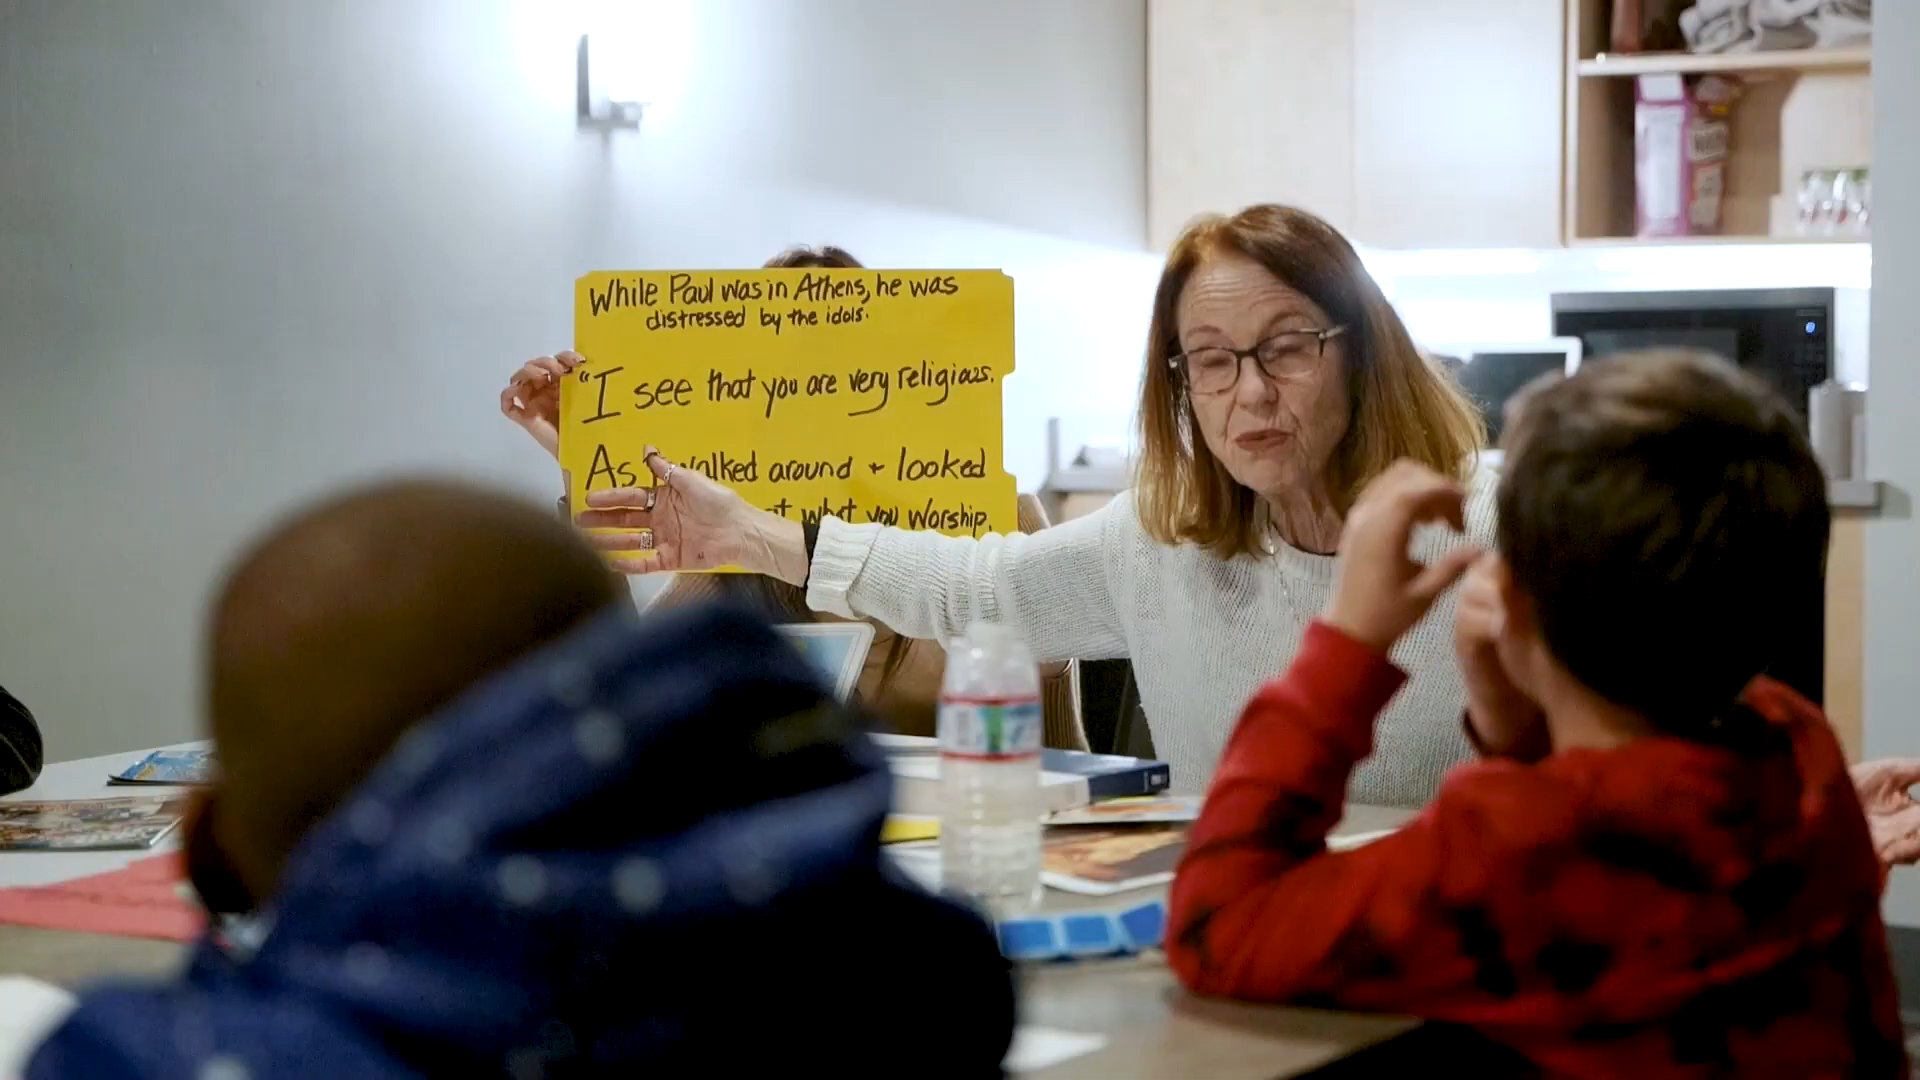 While Paul was in Athens, he was
distressed by the idols.
"I see that you are very religious.
As walked around + looked
at what you worship.